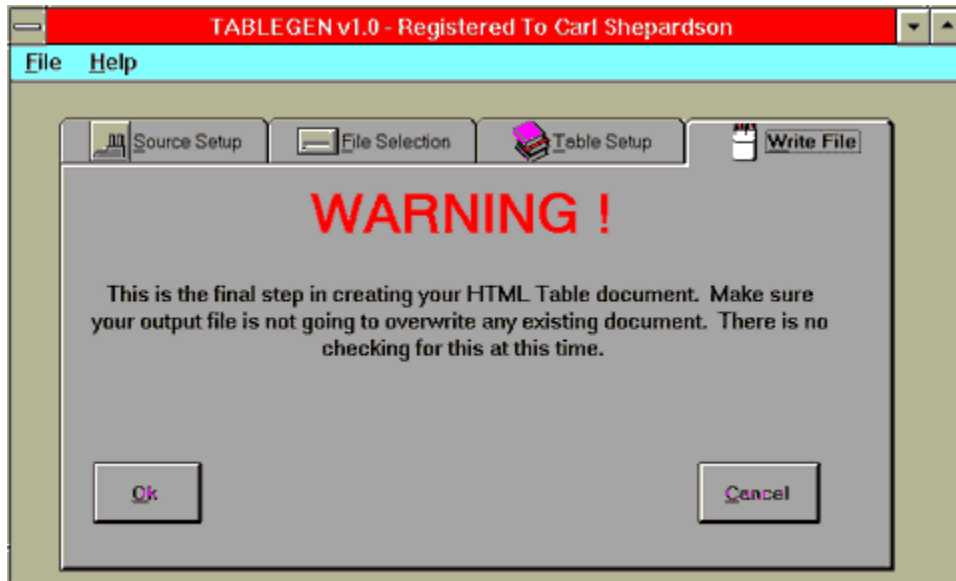 TABLEGEN v1.0 - Registered To Carl Shepardson
File Help
Source Setup File Selection Table Setup Write File
WARNING !
This is the final step in creating your HTML Table document. Make sure
your output file is not going to overwrite any existing document. There is no
checking for this at this time.
Ok Cancel